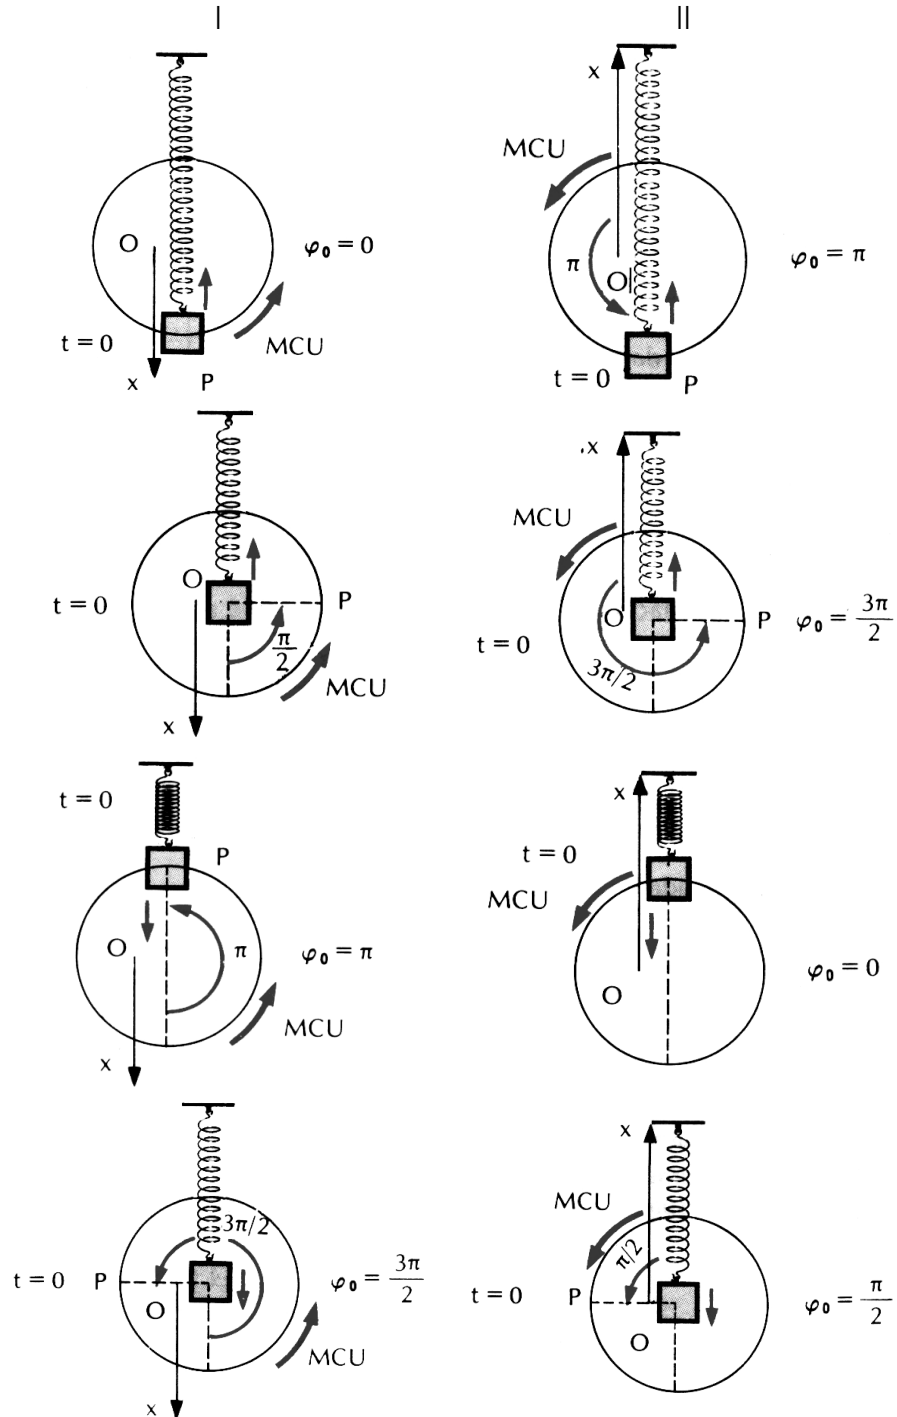 I
II
O
φ₀ = 0
t = 0
MCU
x
P
x
MCU
π
O
φ₀ = π
t = 0
P
O
t = 0
P
π/2
MCU
x
x
MCU
O
P
φ₀ = 3π/2
t = 0
3π/2
t = 0
P
O
π
φ₀ = π
MCU
x
x
t = 0
MCU
φ₀ = 0
O
3π/2
t = 0
P
O
φ₀ = 3π/2
MCU
x
x
MCU
π/2
t = 0
P
φ₀ = π/2
O